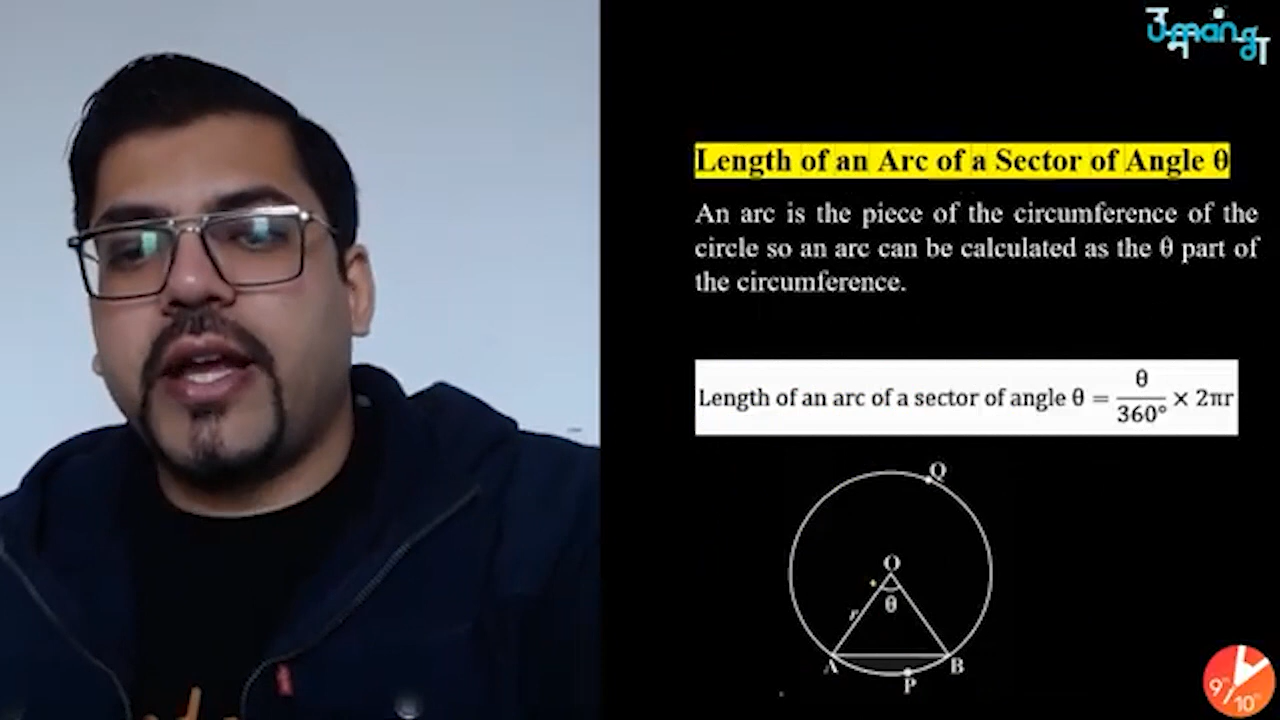 उमंग
Length of an Arc of a Sector of Angle θ
An arc is the piece of the circumference of the
circle so an arc can be calculated as the θ part of
the circumference.
Length of an arc of a sector of angle θ = θ/360° × 2πr
Q
O
θ
r
A
B
P
9th/10th